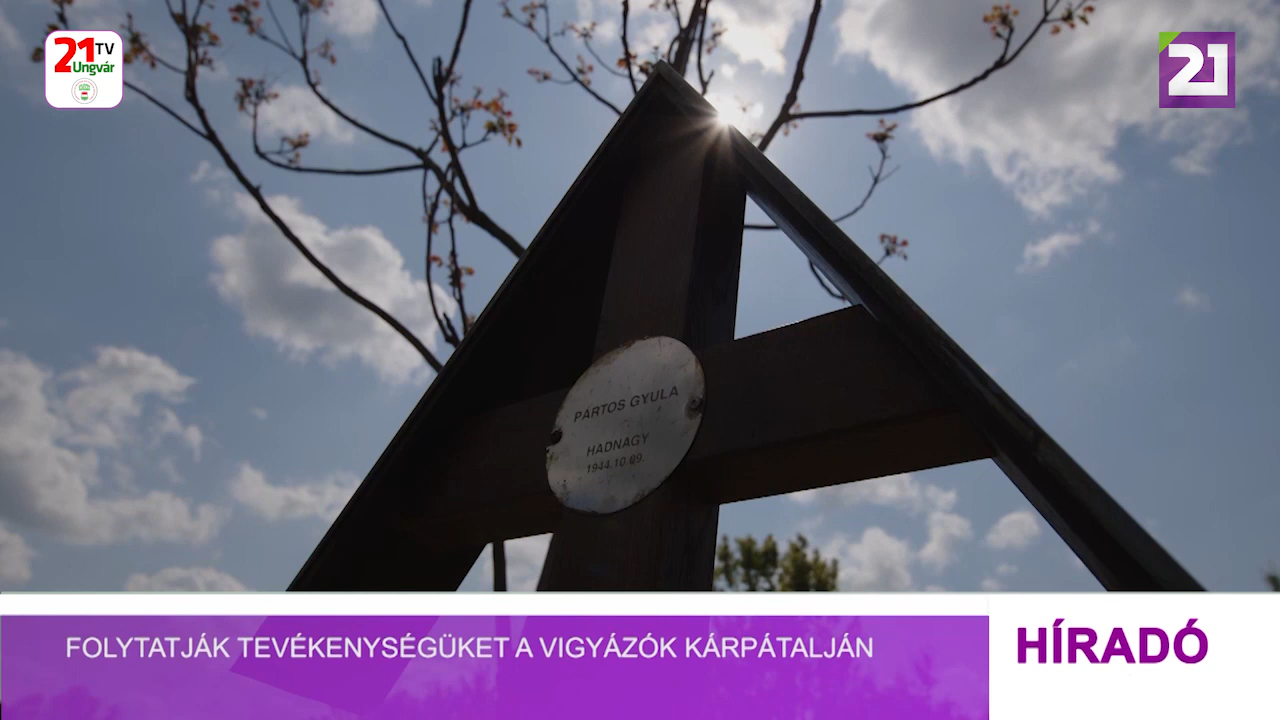 21 TV
Ungvár
21
PARTOS GYULA
HADNAGY
1944.10.09.
FOLYTATJÁK TEVÉKENYSÉGÜKET A VIGYÁZÓK KÁRPÁTALJÁN
HÍRADÓ